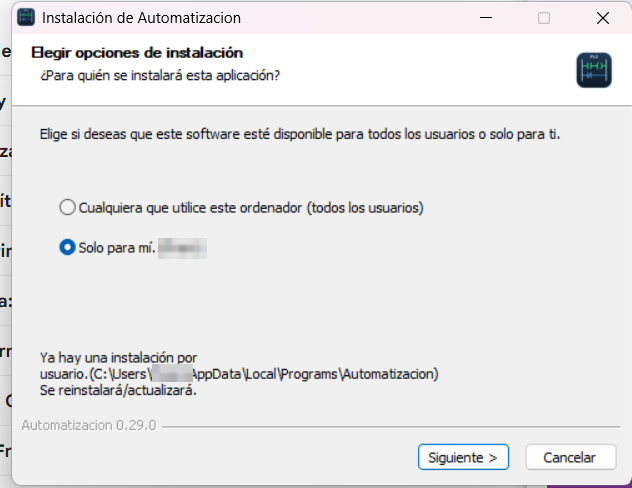 Instalación de Automatizacion
Elegir opciones de instalación
¿Para quién se instalará esta aplicación?
PLC
Elige si deseas que este software esté disponible para todos los usuarios o solo para ti.
Cualquiera que utilice este ordenador (todos los usuarios)
Solo para mí.
Ya hay una instalación por
usuario.(C:\Users\ AppData\Local\Programs\Automatizacion)
Se reinstalará/actualizará.
Automatizacion 0.29.0
Siguiente >
Cancelar